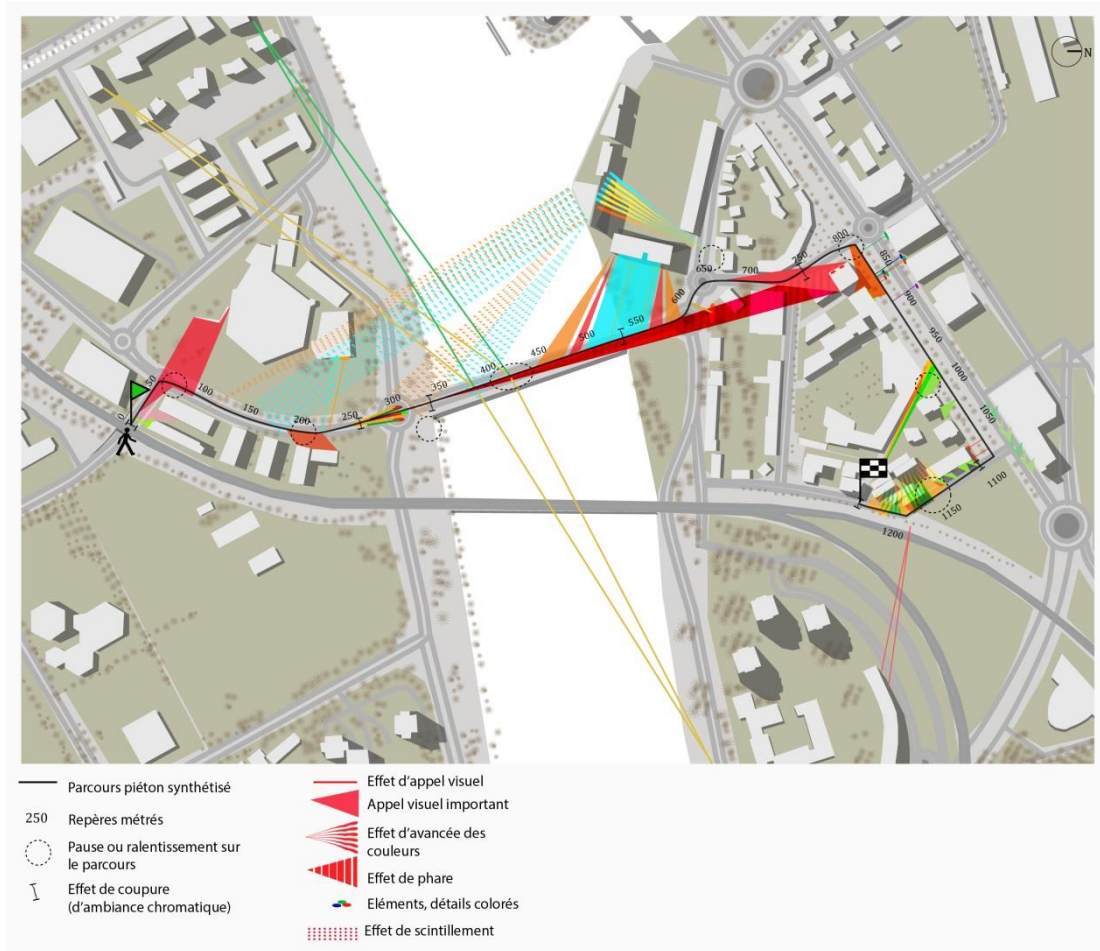 N
0
50
100
150
200
250
300
350
400
450
500
550
600
650
700
250
800
850
900
950
1000
1050
1100
1150
1200
Parcours piéton synthétisé
250 Repères métrés
Pause ou ralentissement sur
le parcours
Effet de coupure
(d'ambiance chromatique)
Effet d'appel visuel
Appel visuel important
Effet d'avancée des
couleurs
Effet de phare
Eléments, détails colorés
Effet de scintillement